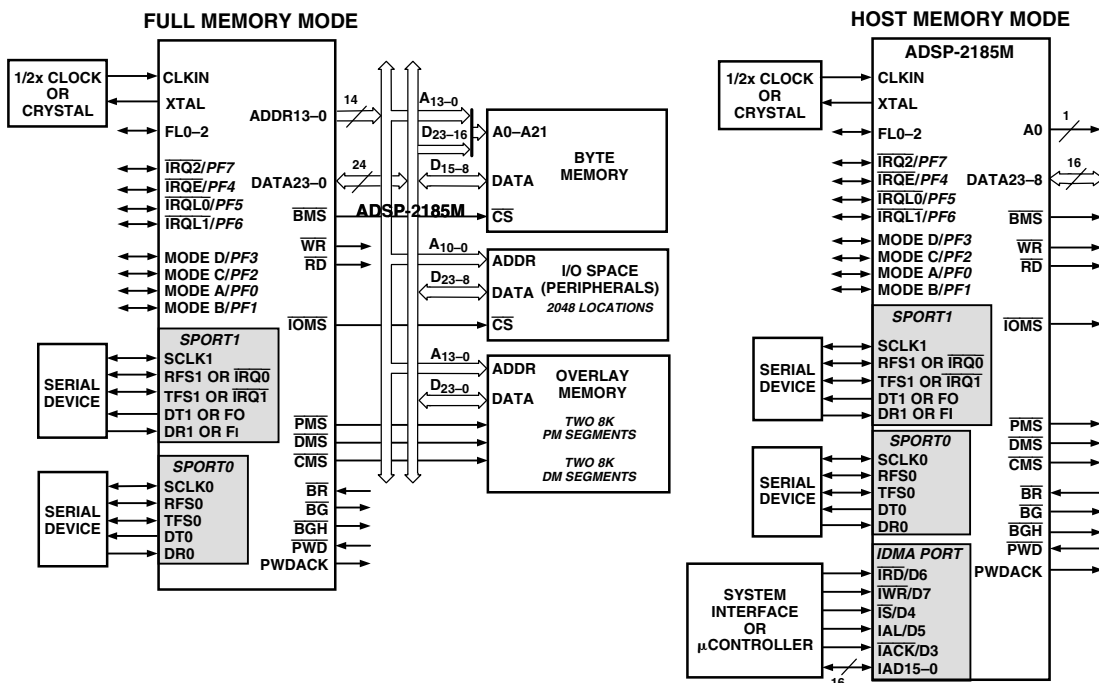 FULL MEMORY MODE
1/2x CLOCK
OR
CRYSTAL
CLKIN
XTAL
FL0–2
IRQ2/PF7
IRQE/PF4
IRQL0/PF5
IRQL1/PF6
MODE D/PF3
MODE C/PF2
MODE A/PF0
MODE B/PF1
SERIAL
DEVICE
SPORT1
SCLK1
RFS1 OR IRQ0
TFS1 OR IRQ1
DT1 OR FO
DR1 OR FI
SERIAL
DEVICE
SPORT0
SCLK0
RFS0
TFS0
DT0
DR0
14
ADDR13–0
24
DATA23–0
ADSP-2185M
BMS
WR
RD
IOMS
PMS
DMS
CMS
BR
BG
BGH
PWD
PWDACK
A13–0
D23–16
D15–8
A0–A21
BYTE
MEMORY
DATA
CS
A10–0
D23–8
ADDR
I/O SPACE
(PERIPHERALS)
DATA
2048 LOCATIONS
CS
A13–0
D23–0
ADDR
OVERLAY
MEMORY
DATA
TWO 8K
PM SEGMENTS
TWO 8K
DM SEGMENTS
HOST MEMORY MODE
ADSP-2185M
1/2x CLOCK
OR
CRYSTAL
CLKIN
XTAL
FL0–2
IRQ2/PF7
IRQE/PF4
IRQL0/PF5
IRQL1/PF6
MODE D/PF3
MODE C/PF2
MODE A/PF0
MODE B/PF1
SERIAL
DEVICE
SPORT1
SCLK1
RFS1 OR IRQ0
TFS1 OR IRQ1
DT1 OR FO
DR1 OR FI
SERIAL
DEVICE
SPORT0
SCLK0
RFS0
TFS0
DT0
DR0
SYSTEM
INTERFACE
OR
μCONTROLLER
IDMA PORT
IRD/D6
IWR/D7
IS/D4
IAL/D5
IACK/D3
IAD15–0
16
1
A0
16
DATA23–8
BMS
WR
RD
IOMS
PMS
DMS
CMS
BR
BG
BGH
PWD
PWDACK